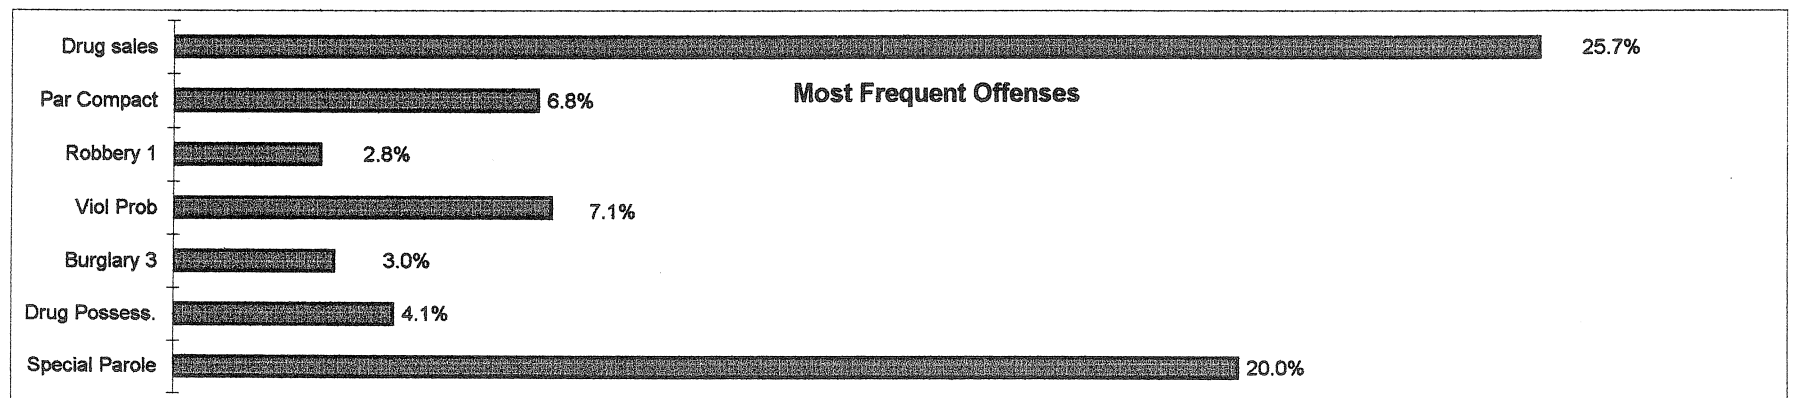 Drug sales 25.7%
Most Frequent Offenses
Par Compact 6.8%
Robbery 1 2.8%
Viol Prob 7.1%
Burglary 3 3.0%
Drug Possess. 4.1%
Special Parole 20.0%